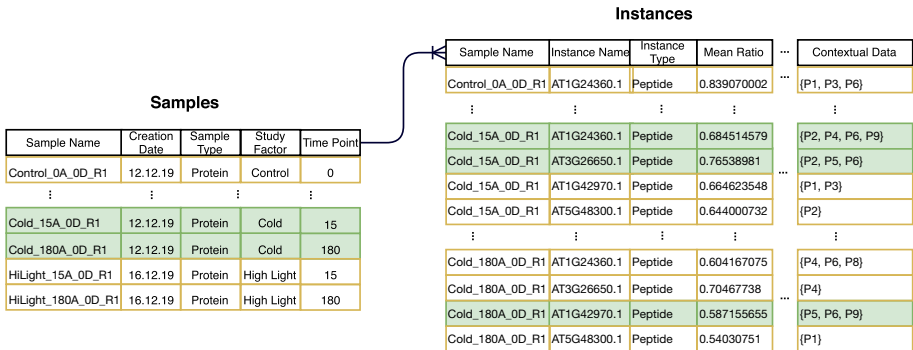 Instances
Sample Name Instance Name Instance Type Mean Ratio ... Contextual Data
Control_0A_0D_R1 AT1G24360.1 Peptide 0.839070002 ... {P1, P3, P6}
Cold_15A_0D_R1 AT1G24360.1 Peptide 0.684514579 {P2, P4, P6, P9}
Cold_15A_0D_R1 AT3G26650.1 Peptide 0.76538981 ... {P2, P5, P6}
Cold_15A_0D_R1 AT1G42970.1 Peptide 0.664623548 {P1, P3}
Cold_15A_0D_R1 AT5G48300.1 Peptide 0.644000732 {P2}
Cold_180A_0D_R1 AT1G24360.1 Peptide 0.604167075 {P4, P6, P8}
Cold_180A_0D_R1 AT3G26650.1 Peptide 0.70467738 ... {P4}
Cold_180A_0D_R1 AT1G42970.1 Peptide 0.587155655 {P5, P6, P9}
Cold_180A_0D_R1 AT5G48300.1 Peptide 0.54030751 {P1}
Samples
Sample Name Creation Date Sample Type Study Factor Time Point
Control_0A_0D_R1 12.12.19 Protein Control 0
Cold_15A_0D_R1 12.12.19 Protein Cold 15
Cold_180A_0D_R1 12.12.19 Protein Cold 180
HiLight_15A_0D_R1 16.12.19 Protein High Light 15
HiLight_180A_0D_R1 16.12.19 Protein High Light 180